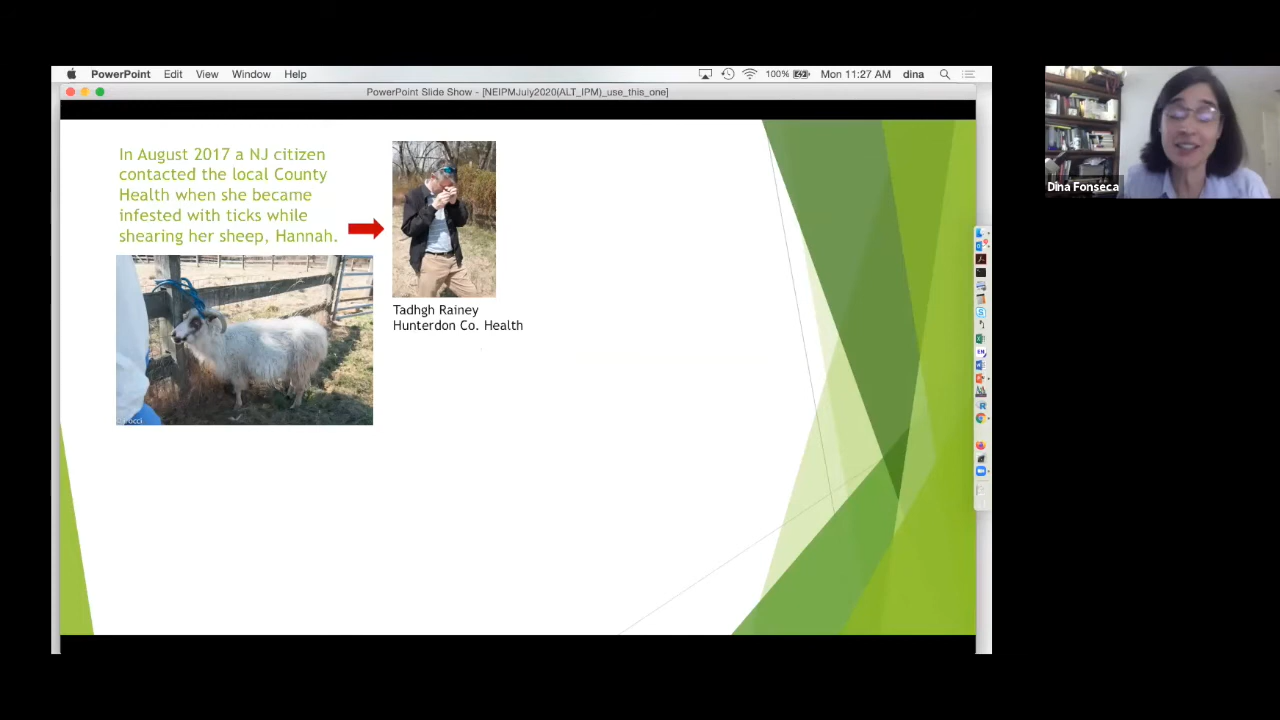 PowerPoint Edit View Window Help 100% Mon 11:27 AM dina
PowerPoint Slide Show - [NEIPMJuly2020(ALT_IPM)_use_this_one]
In August 2017 a NJ citizen
contacted the local County
Health when she became
infested with ticks while
shearing her sheep, Hannah.
Tadhgh Rainey
Hunterdon Co. Health
Dina Fonseca